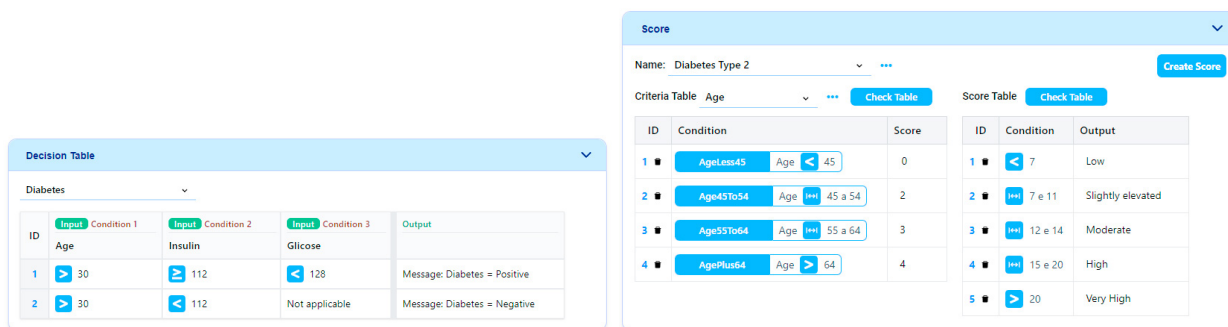 Decision Table
Diabetes
ID Input Condition 1 Input Condition 2 Input Condition 3 Output
Age Insulin Glicose
1 > 30 ≥ 112 < 128 Message: Diabetes = Positive
2 > 30 < 112 Not applicable Message: Diabetes = Negative
Score
Name: Diabetes Type 2 ••• Create Score
Criteria Table Age ••• Check Table
ID Condition Score
1 AgeLess45 Age < 45 0
2 Age45To54 Age 45 a 54 2
3 Age55To64 Age 55 a 64 3
4 AgePlus64 Age > 64 4
Score Table Check Table
ID Condition Output
1 < 7 Low
2 7 e 11 Slightly elevated
3 12 e 14 Moderate
4 15 e 20 High
5 > 20 Very High